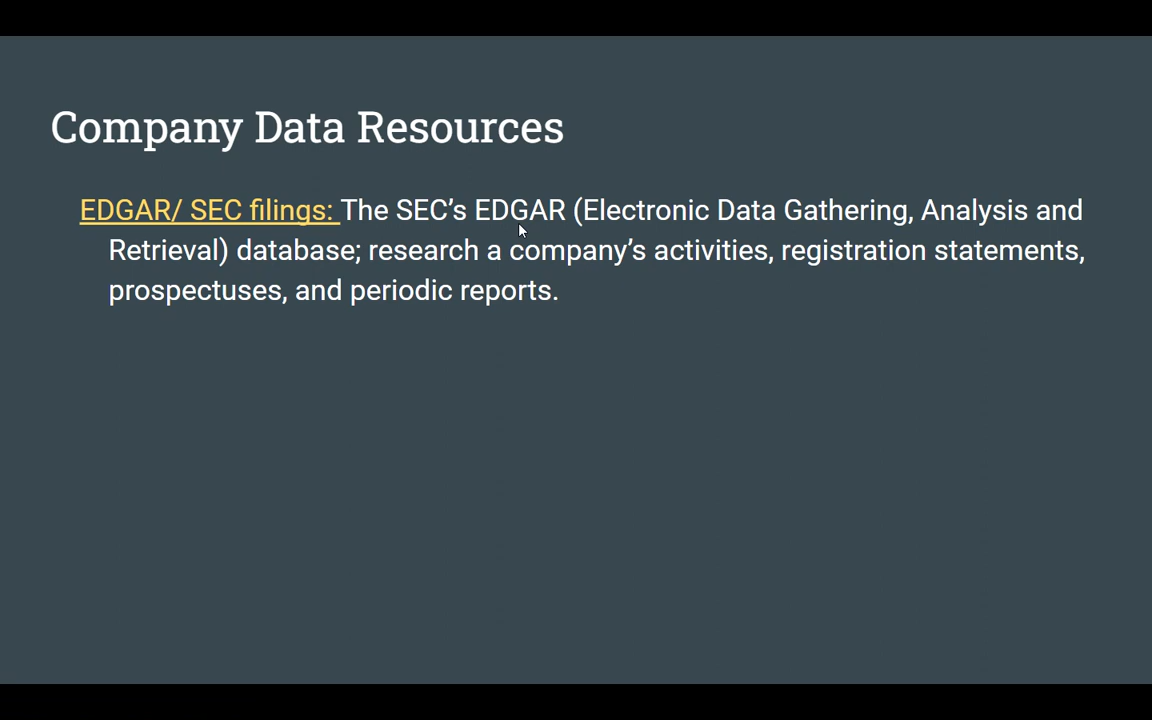 Company Data Resources
EDGAR/ SEC filings: The SEC’s EDGAR (Electronic Data Gathering, Analysis and
Retrieval) database; research a company’s activities, registration statements,
prospectuses, and periodic reports.